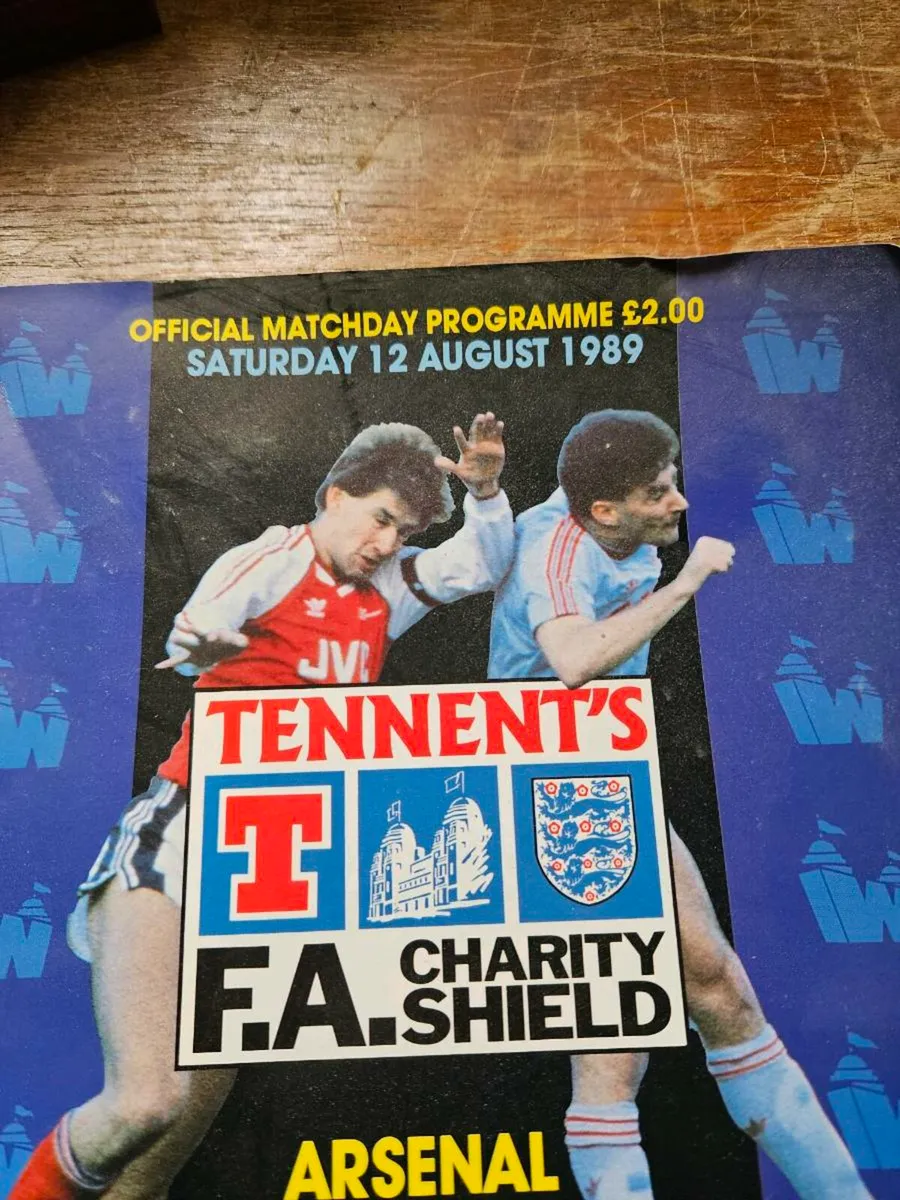 OFFICIAL MATCHDAY PROGRAMME £2.00
SATURDAY 12 AUGUST 1989
JVC
TENNENT'S
T
F.A. CHARITY
SHIELD
ARSENAL